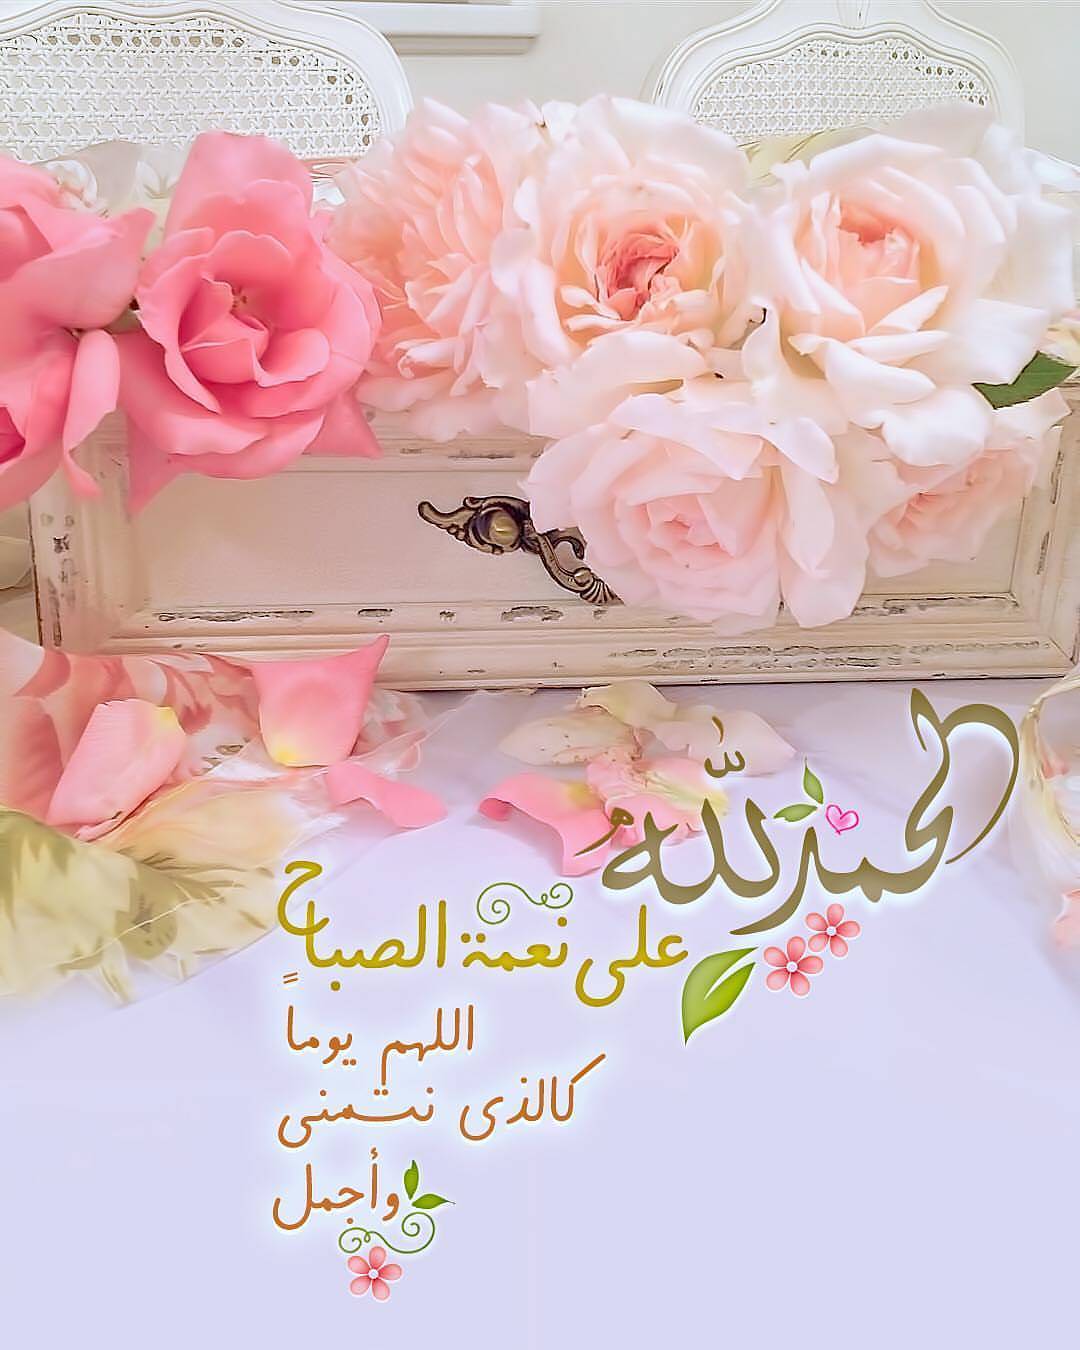 الحمدلله
على نعمة الصباح
اللهم يوماً
كالذى نتمنى
وأجمل